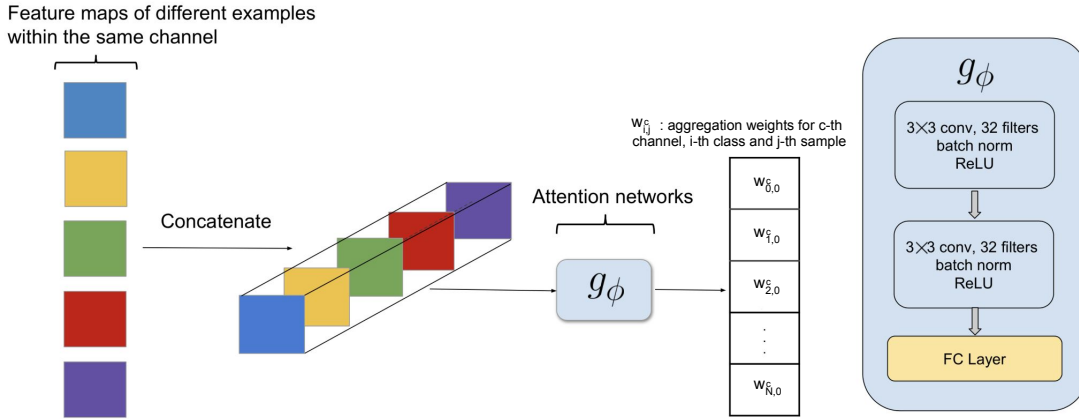 Feature maps of different examples
within the same channel
Concatenate
Attention networks
g_ϕ
w^c_{i,j} : aggregation weights for c-th
channel, i-th class and j-th sample
w^c_{0,0}
w^c_{1,0}
w^c_{2,0}
.
.
.
w^c_{N,0}
g_ϕ
3×3 conv, 32 filters
batch norm
ReLU
3×3 conv, 32 filters
batch norm
ReLU
FC Layer